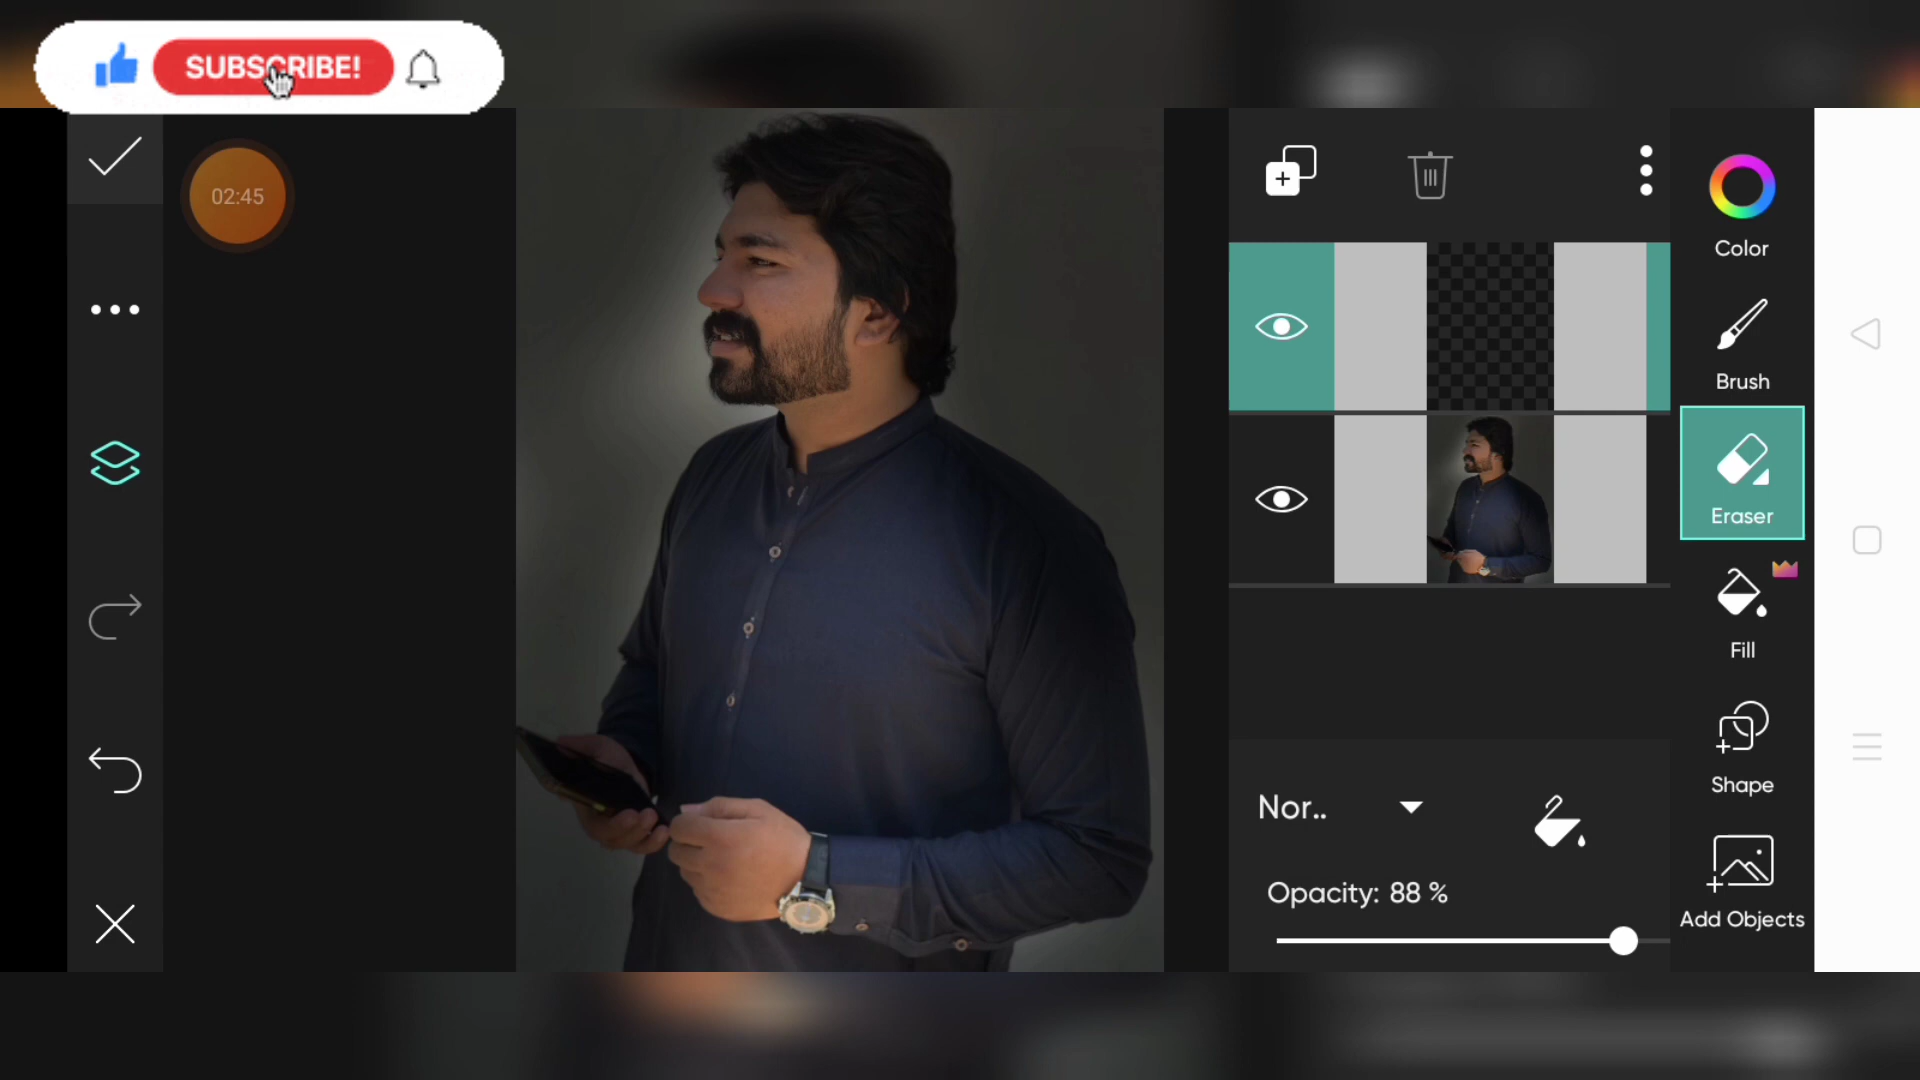 SUBSCRIBE!
02:45
Color
Brush
Eraser
Fill
Shape
Nor..
Opacity: 88 %
Add Objects